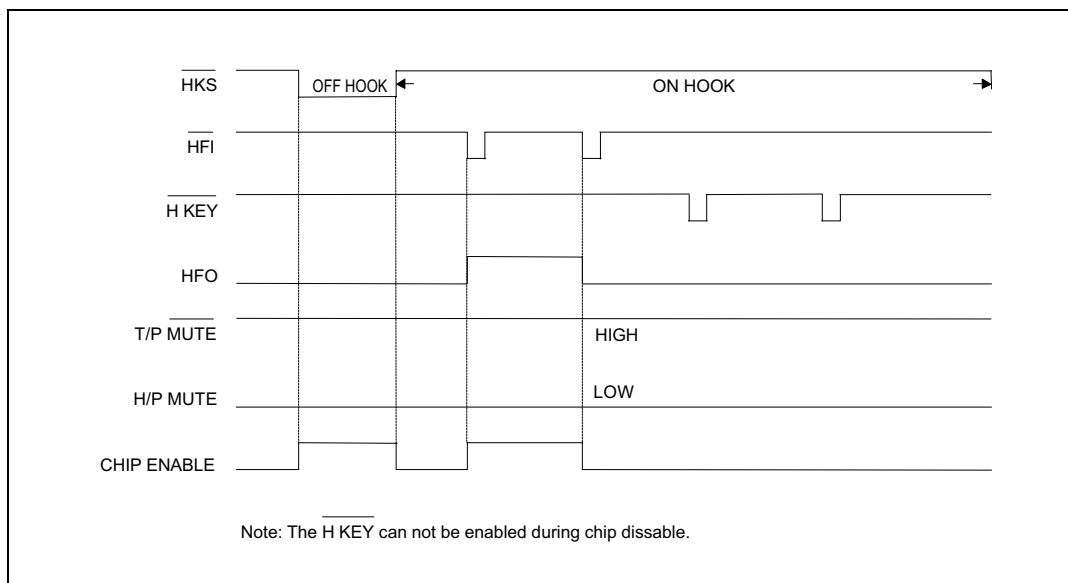 HKS
OFF HOOK
ON HOOK
HFI
H KEY
HFO
T/P MUTE
HIGH
H/P MUTE
LOW
CHIP ENABLE
Note: The H KEY can not be enabled during chip dissable.